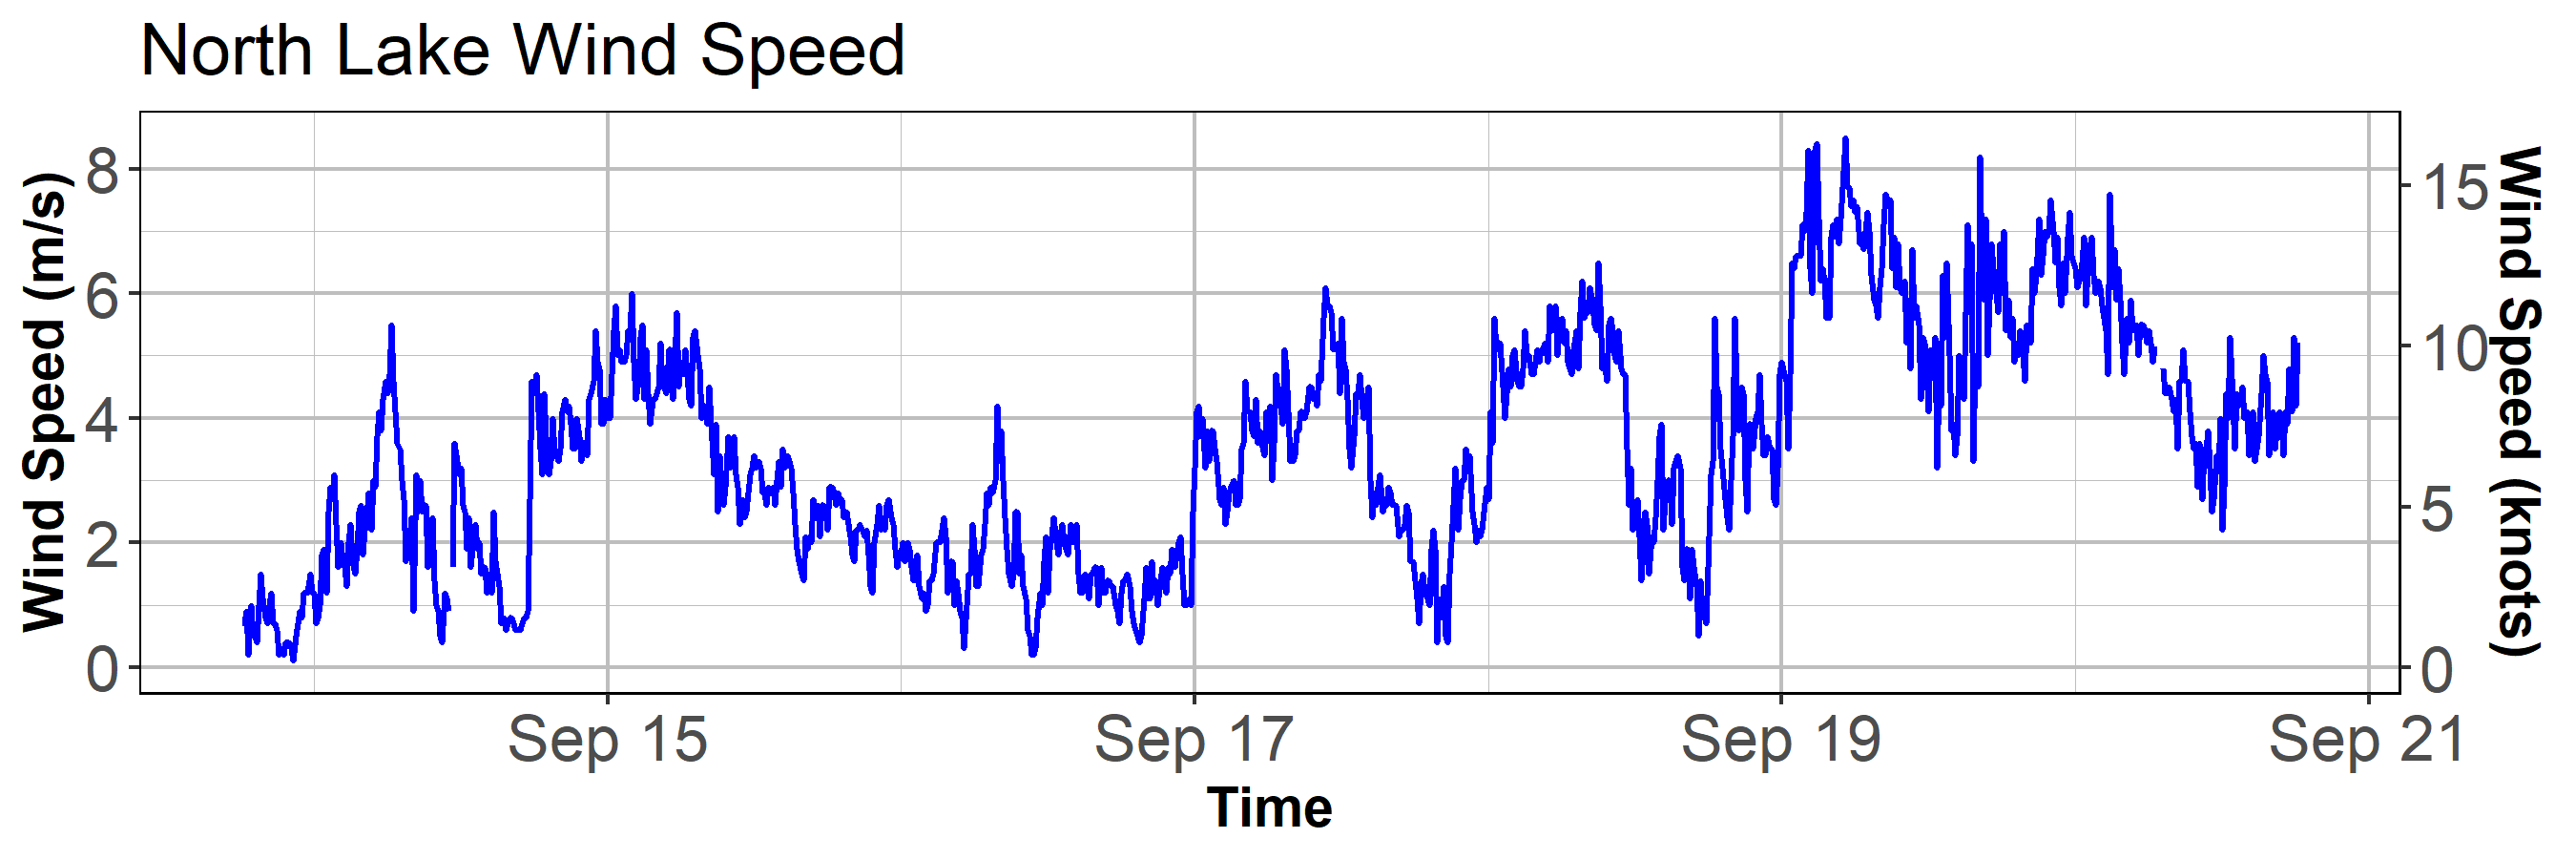 North Lake Wind Speed
Wind Speed (m/s)
8
6
4
2
0
15
10
5
0
Wind Speed (knots)
Sep 15
Sep 17
Sep 19
Sep 21
Time